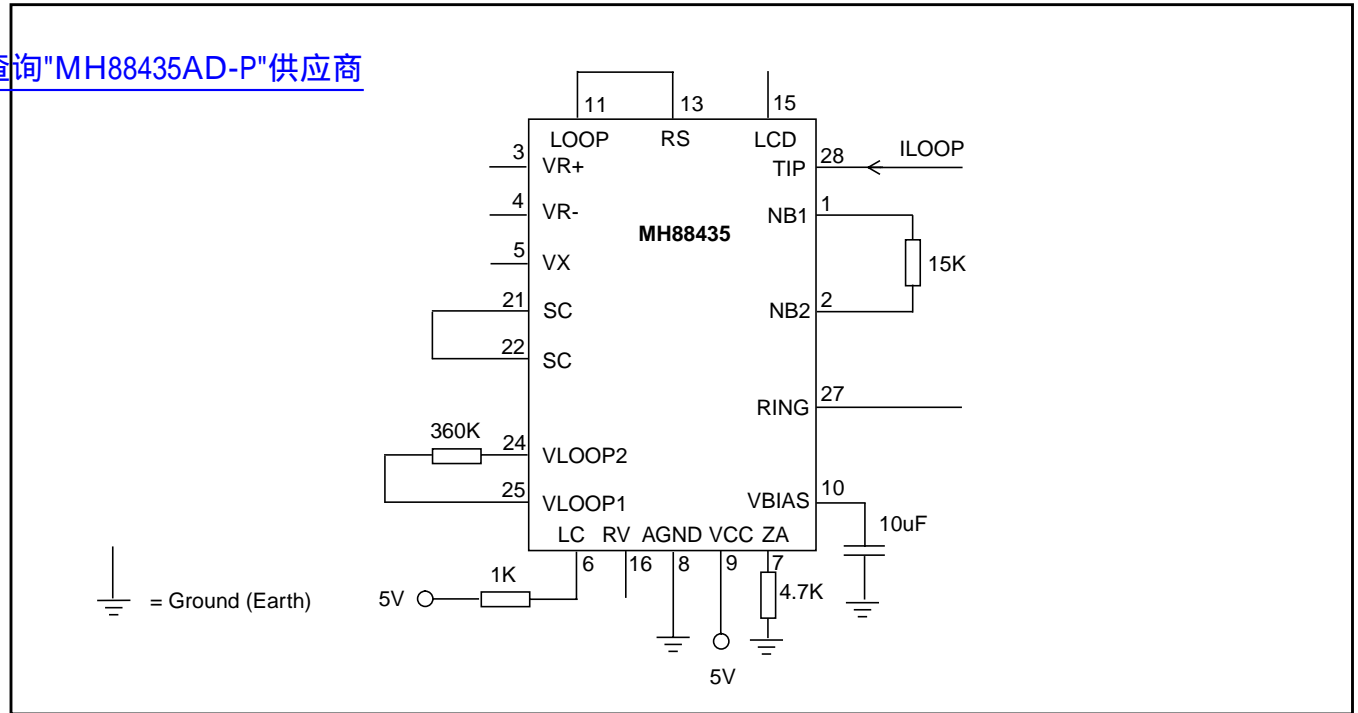 查询"MH88435AD-P"供应商
11
13
15
LOOP
RS
LCD
3
VR+
TIP
28
ILOOP
4
VR-
NB1
1
MH88435
5
VX
15K
21
SC
NB2
2
22
SC
RING
27
360K
24
VLOOP2
25
VLOOP1
VBIAS
10
10uF
LC
RV
AGND
VCC
ZA
6
16
8
9
7
1K
4.7K
5V
= Ground (Earth)
5V